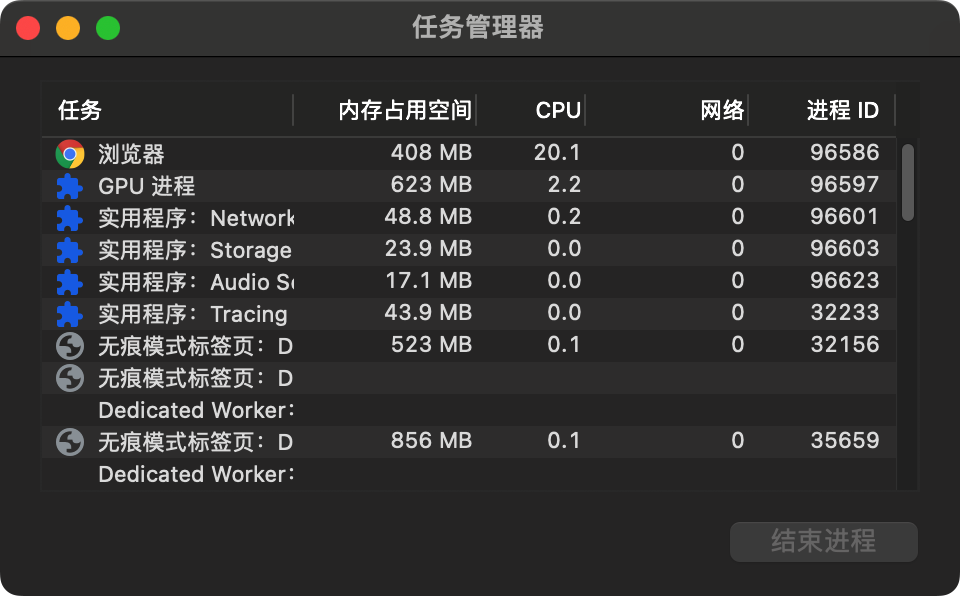 任务管理器
任务 内存占用空间 CPU 网络 进程 ID
浏览器 408 MB 20.1 0 96586
GPU 进程 623 MB 2.2 0 96597
实用程序：Network 48.8 MB 0.2 0 96601
实用程序：Storage 23.9 MB 0.0 0 96603
实用程序：Audio Se 17.1 MB 0.0 0 96623
实用程序：Tracing 43.9 MB 0.0 0 32233
无痕模式标签页：D 523 MB 0.1 0 32156
无痕模式标签页：D
Dedicated Worker：
无痕模式标签页：D 856 MB 0.1 0 35659
Dedicated Worker：
结束进程